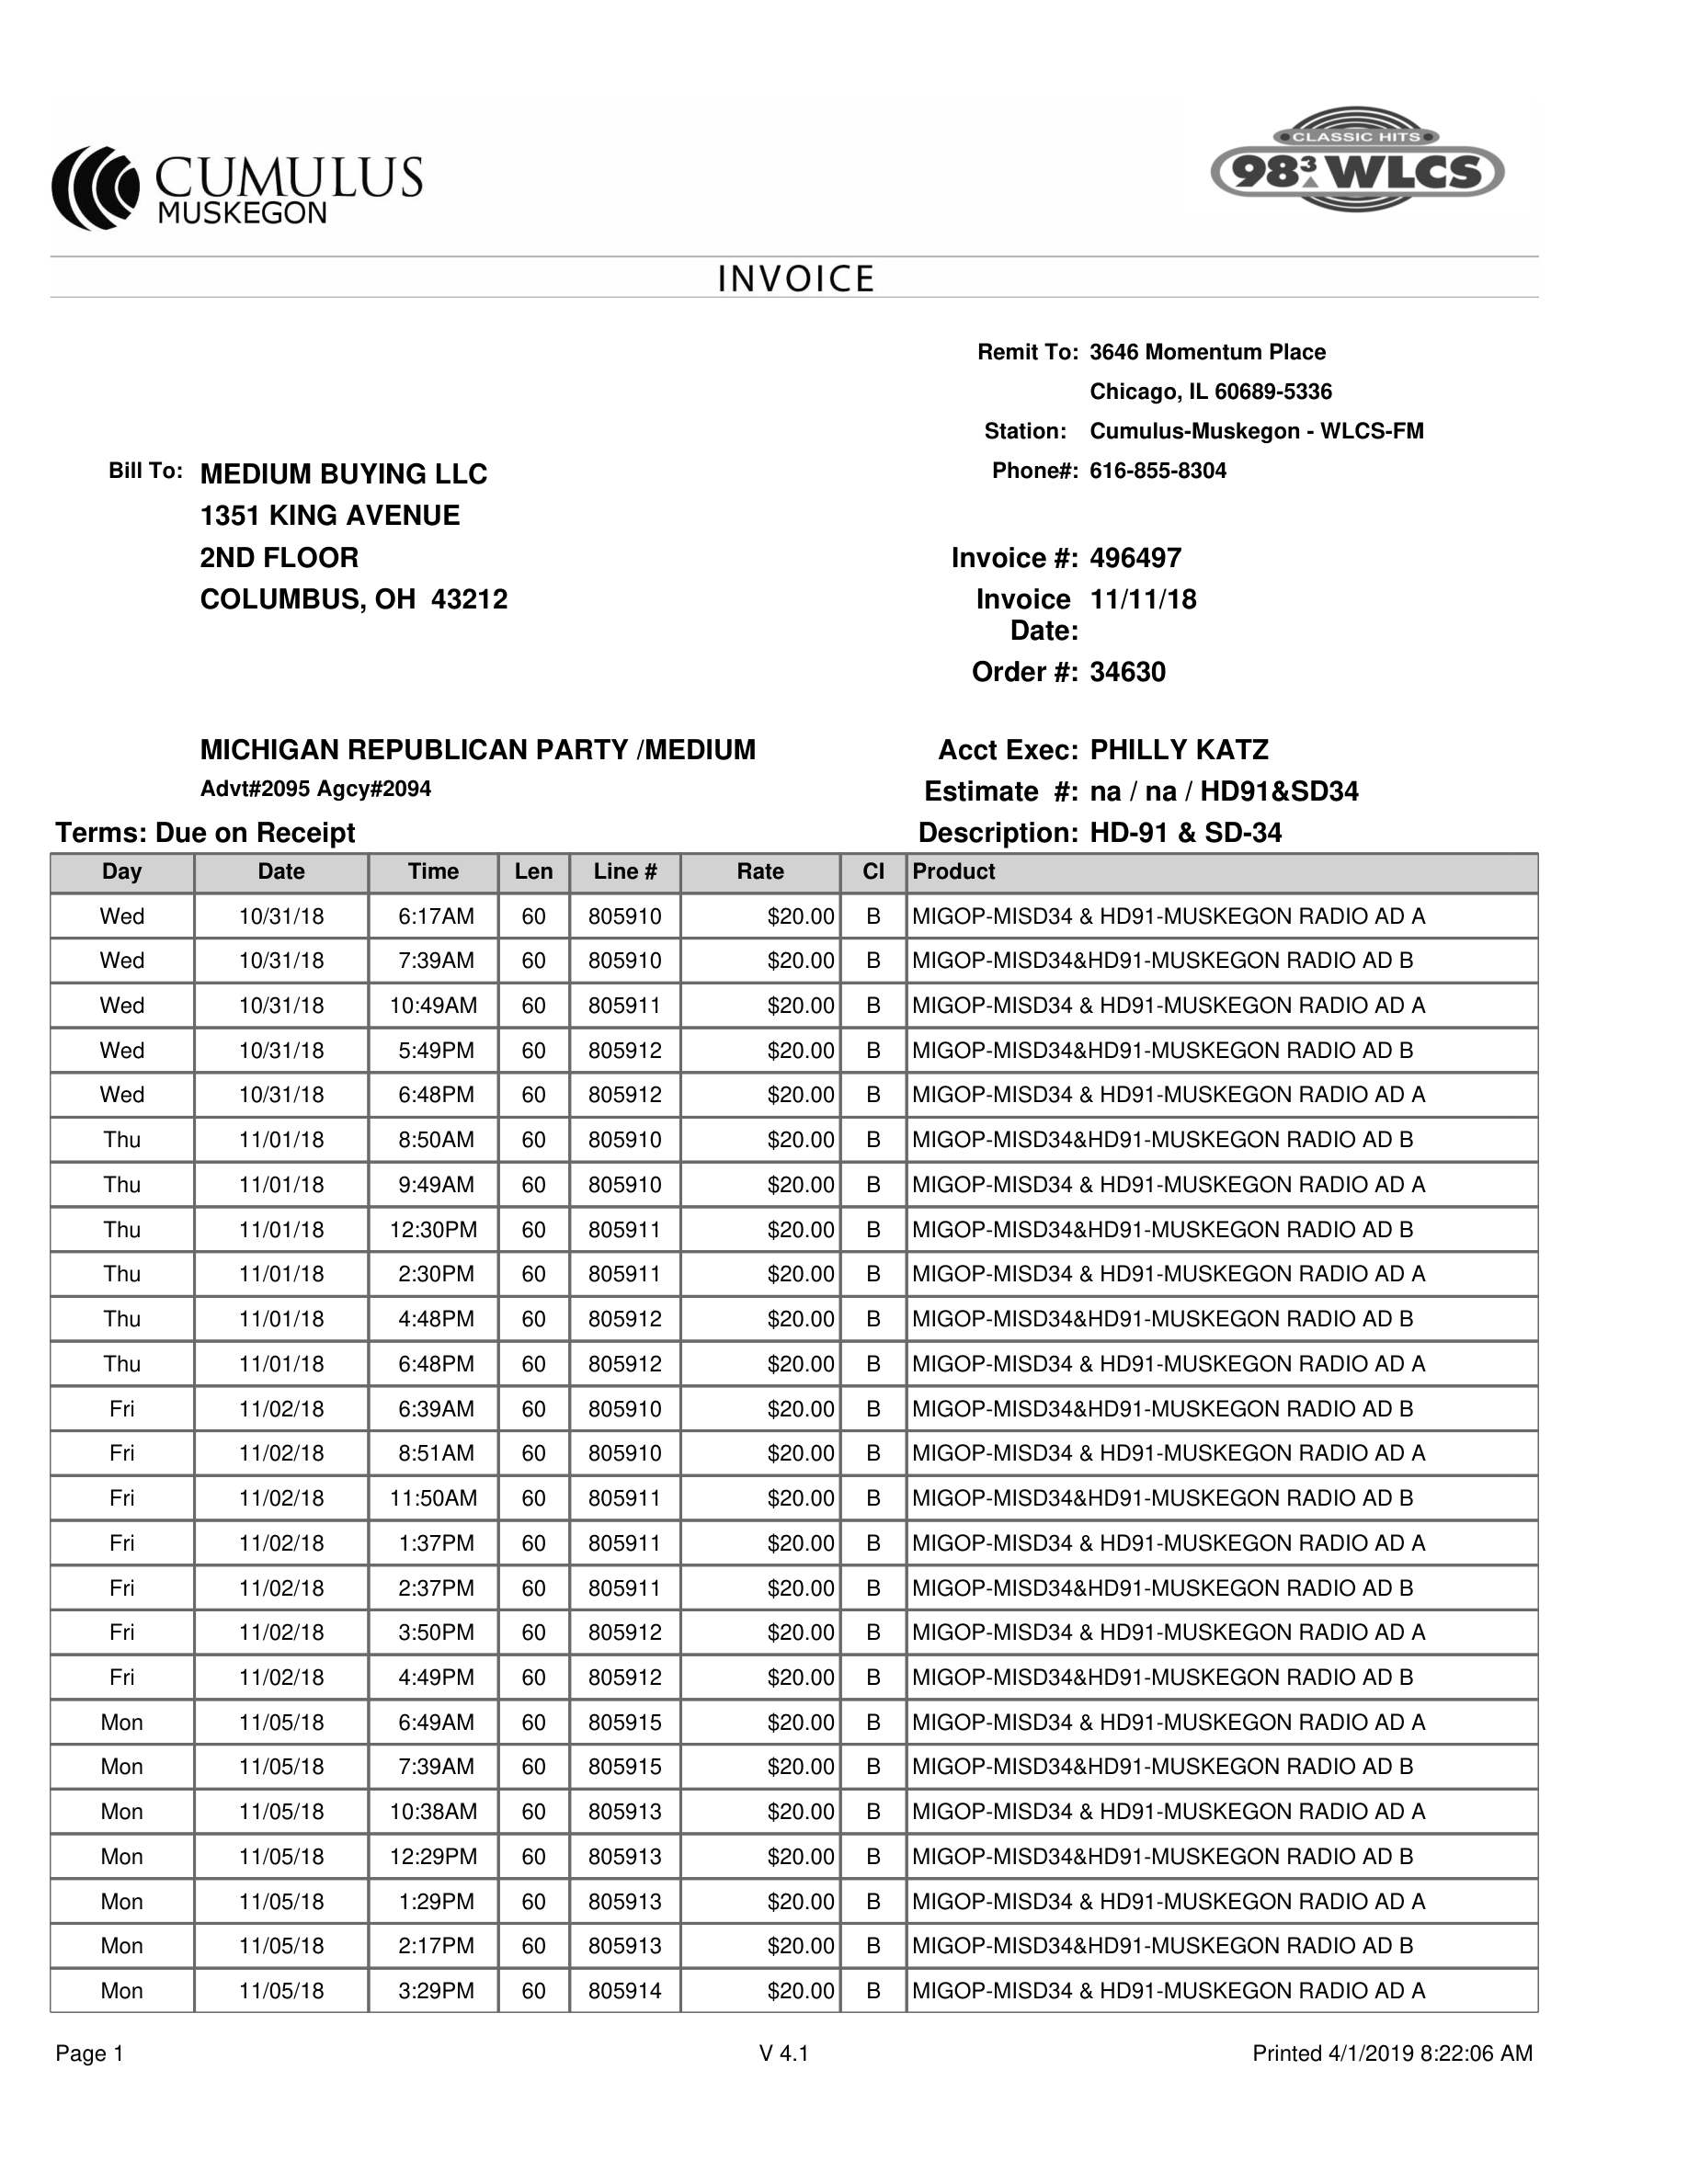 CUMULUS
MUSKEGON
CLASSIC HITS
98.3 WLCS
INVOICE
Remit To: 3646 Momentum Place
Chicago, IL 60689-5336
Station: Cumulus-Muskegon - WLCS-FM
Bill To: MEDIUM BUYING LLC Phone#: 616-855-8304
1351 KING AVENUE
2ND FLOOR Invoice #: 496497
COLUMBUS, OH 43212 Invoice 11/11/18
Date:
Order #: 34630
MICHIGAN REPUBLICAN PARTY /MEDIUM Acct Exec: PHILLY KATZ
Advt#2095 Agcy#2094 Estimate #: na / na / HD91&SD34
Terms: Due on Receipt Description: HD-91 & SD-34
Day Date Time Len Line # Rate Cl Product
Wed 10/31/18 6:17AM 60 805910 $20.00 B MIGOP-MISD34 & HD91-MUSKEGON RADIO AD A
Wed 10/31/18 7:39AM 60 805910 $20.00 B MIGOP-MISD34&HD91-MUSKEGON RADIO AD B
Wed 10/31/18 10:49AM 60 805911 $20.00 B MIGOP-MISD34 & HD91-MUSKEGON RADIO AD A
Wed 10/31/18 5:49PM 60 805912 $20.00 B MIGOP-MISD34&HD91-MUSKEGON RADIO AD B
Wed 10/31/18 6:48PM 60 805912 $20.00 B MIGOP-MISD34 & HD91-MUSKEGON RADIO AD A
Thu 11/01/18 8:50AM 60 805910 $20.00 B MIGOP-MISD34&HD91-MUSKEGON RADIO AD B
Thu 11/01/18 9:49AM 60 805910 $20.00 B MIGOP-MISD34 & HD91-MUSKEGON RADIO AD A
Thu 11/01/18 12:30PM 60 805911 $20.00 B MIGOP-MISD34&HD91-MUSKEGON RADIO AD B
Thu 11/01/18 2:30PM 60 805911 $20.00 B MIGOP-MISD34 & HD91-MUSKEGON RADIO AD A
Thu 11/01/18 4:48PM 60 805912 $20.00 B MIGOP-MISD34&HD91-MUSKEGON RADIO AD B
Thu 11/01/18 6:48PM 60 805912 $20.00 B MIGOP-MISD34 & HD91-MUSKEGON RADIO AD A
Fri 11/02/18 6:39AM 60 805910 $20.00 B MIGOP-MISD34&HD91-MUSKEGON RADIO AD B
Fri 11/02/18 8:51AM 60 805910 $20.00 B MIGOP-MISD34 & HD91-MUSKEGON RADIO AD A
Fri 11/02/18 11:50AM 60 805911 $20.00 B MIGOP-MISD34&HD91-MUSKEGON RADIO AD B
Fri 11/02/18 1:37PM 60 805911 $20.00 B MIGOP-MISD34 & HD91-MUSKEGON RADIO AD A
Fri 11/02/18 2:37PM 60 805911 $20.00 B MIGOP-MISD34&HD91-MUSKEGON RADIO AD B
Fri 11/02/18 3:50PM 60 805912 $20.00 B MIGOP-MISD34 & HD91-MUSKEGON RADIO AD A
Fri 11/02/18 4:49PM 60 805912 $20.00 B MIGOP-MISD34&HD91-MUSKEGON RADIO AD B
Mon 11/05/18 6:49AM 60 805915 $20.00 B MIGOP-MISD34 & HD91-MUSKEGON RADIO AD A
Mon 11/05/18 7:39AM 60 805915 $20.00 B MIGOP-MISD34&HD91-MUSKEGON RADIO AD B
Mon 11/05/18 10:38AM 60 805913 $20.00 B MIGOP-MISD34 & HD91-MUSKEGON RADIO AD A
Mon 11/05/18 12:29PM 60 805913 $20.00 B MIGOP-MISD34&HD91-MUSKEGON RADIO AD B
Mon 11/05/18 1:29PM 60 805913 $20.00 B MIGOP-MISD34 & HD91-MUSKEGON RADIO AD A
Mon 11/05/18 2:17PM 60 805913 $20.00 B MIGOP-MISD34&HD91-MUSKEGON RADIO AD B
Mon 11/05/18 3:29PM 60 805914 $20.00 B MIGOP-MISD34 & HD91-MUSKEGON RADIO AD A
Page 1 V 4.1 Printed 4/1/2019 8:22:06 AM